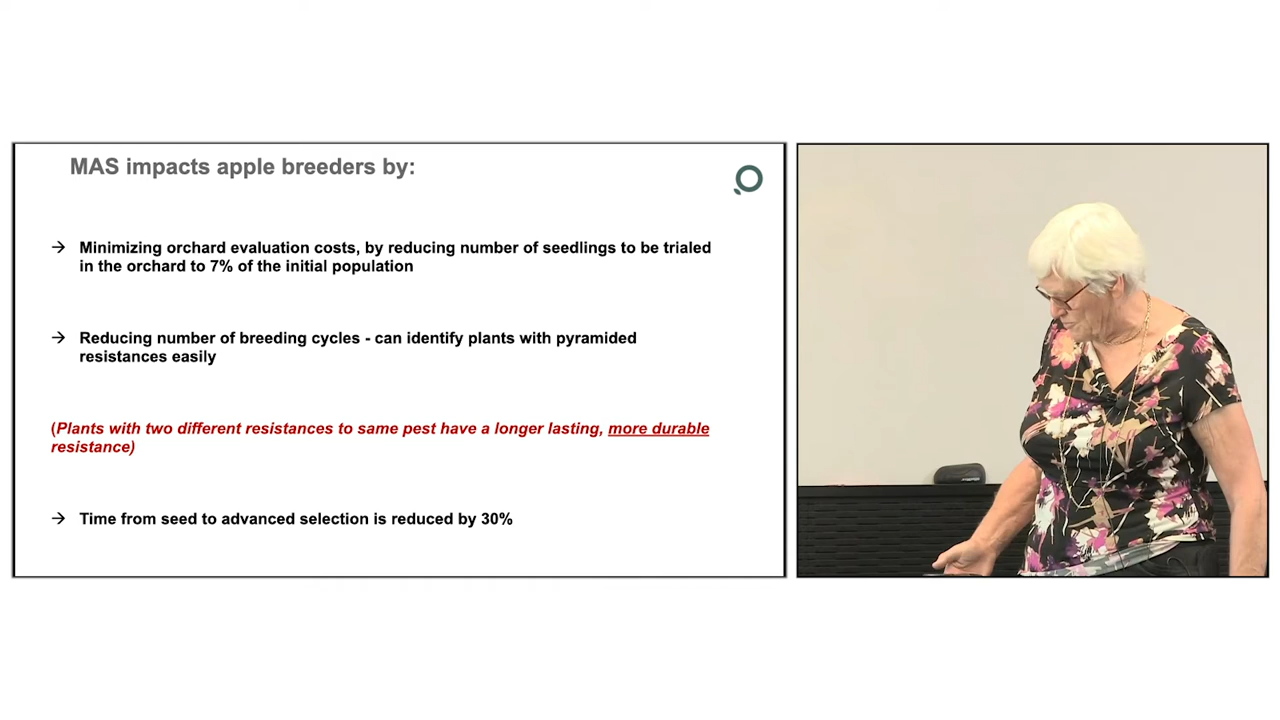 MAS impacts apple breeders by:
→ Minimizing orchard evaluation costs, by reducing number of seedlings to be trialed
in the orchard to 7% of the initial population
→ Reducing number of breeding cycles - can identify plants with pyramided
resistances easily
(Plants with two different resistances to same pest have a longer lasting, more durable
resistance)
→ Time from seed to advanced selection is reduced by 30%